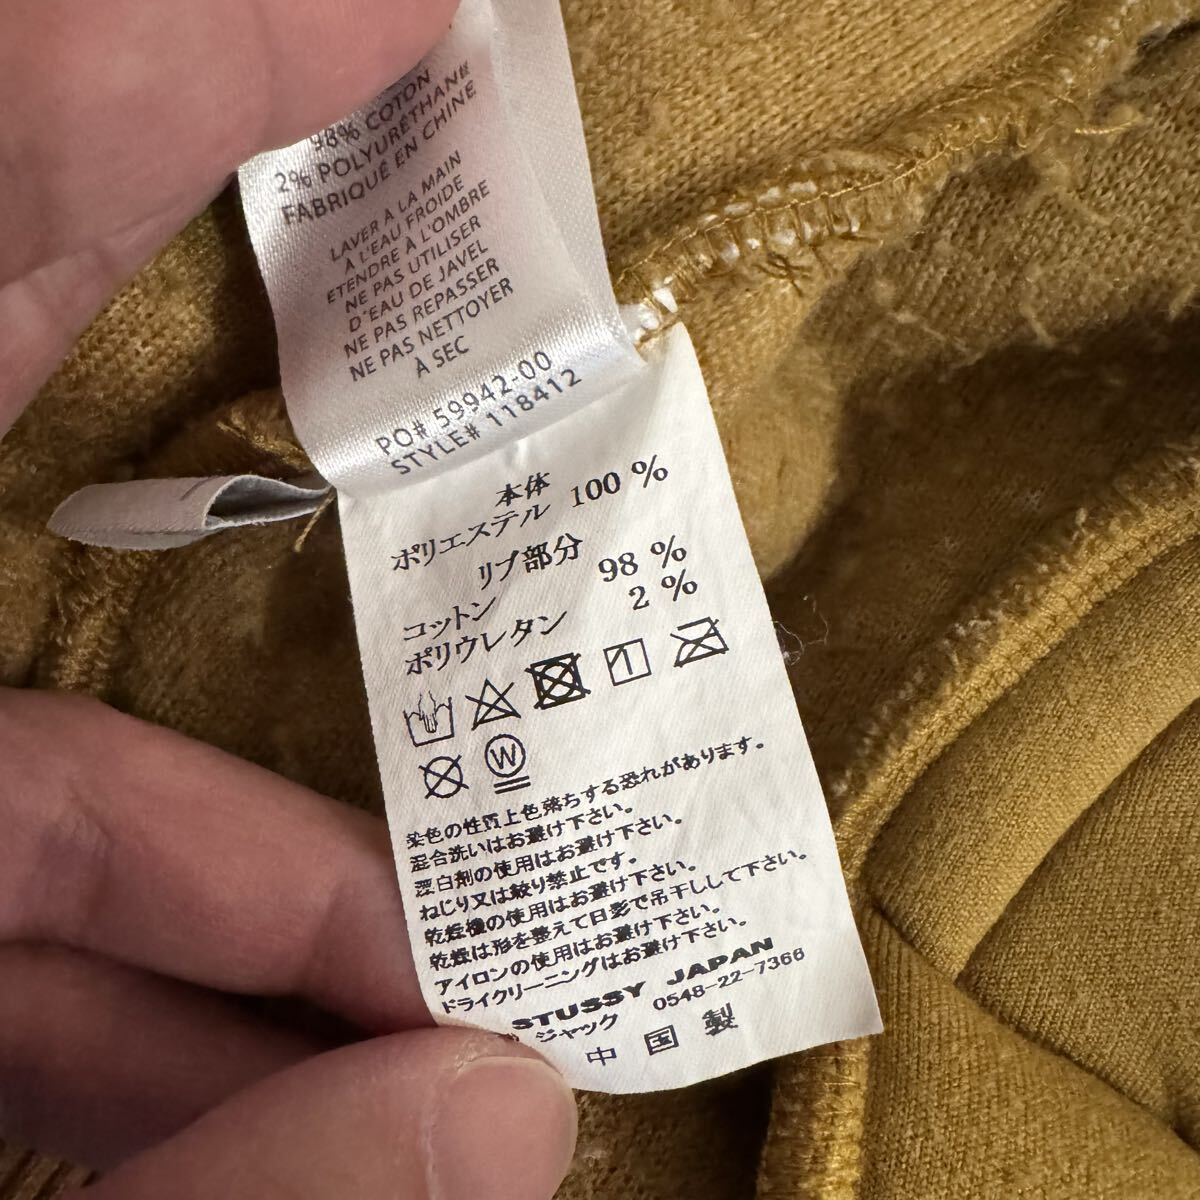 98% COTON
2% POLYURÉTHANE
FABRIQUÉ EN CHINE
LAVER À LA MAIN
À L'EAU FROIDE
ETENDRE À L'OMBRE
NE PAS UTILISER
D'EAU DE JAVEL
NE PAS REPASSER
NE PAS NETTOYER
À SEC
PO# 59942-00
STYLE# 118412
本体
ポリエステル 100 %
リブ部分
コットン 98 %
ポリウレタン 2 %
W
染色の性質上色落ちする恐れがあります。
混合洗いはお避け下さい。
漂白剤の使用はお避け下さい。
ねじり又は絞り禁止です。
乾燥機の使用はお避け下さい。
乾燥は形を整えて日影で吊干しして下さい。
アイロンの使用はお避け下さい。
ドライクリーニングはお避け下さい。
STUSSY JAPAN
ジャック 0548-22-7366
中国製